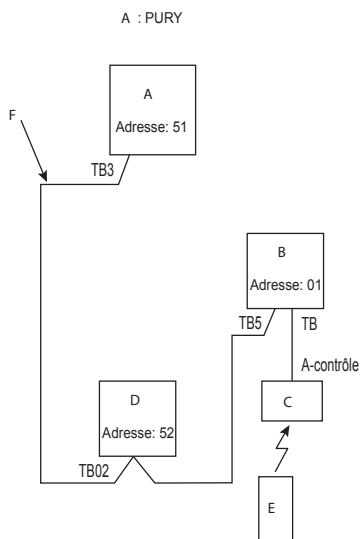 A : PURY
A
Adresse: 51
F
TB3
B
Adresse: 01
TB5
TB
A-contrôle
D
Adresse: 52
C
TB02
E